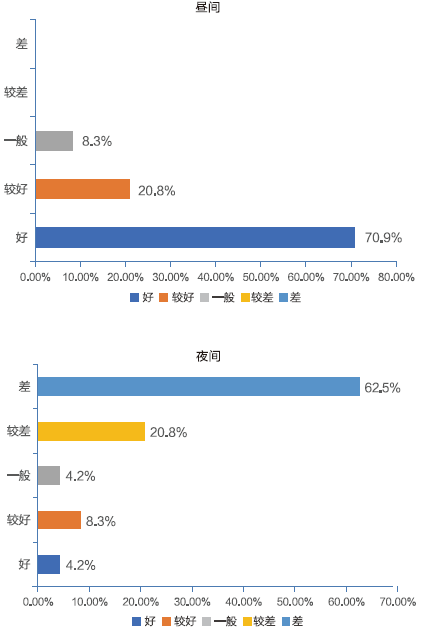 昼间
差
较差
一般 8.3%
较好 20.8%
好 70.9%
0.00% 10.00% 20.00% 30.00% 40.00% 50.00% 60.00% 70.00% 80.00%
好 较好 一般 较差 差
夜间
差 62.5%
较差 20.8%
一般 4.2%
较好 8.3%
好 4.2%
0.00% 10.00% 20.00% 30.00% 40.00% 50.00% 60.00% 70.00%
好 较好 一般 较差 差